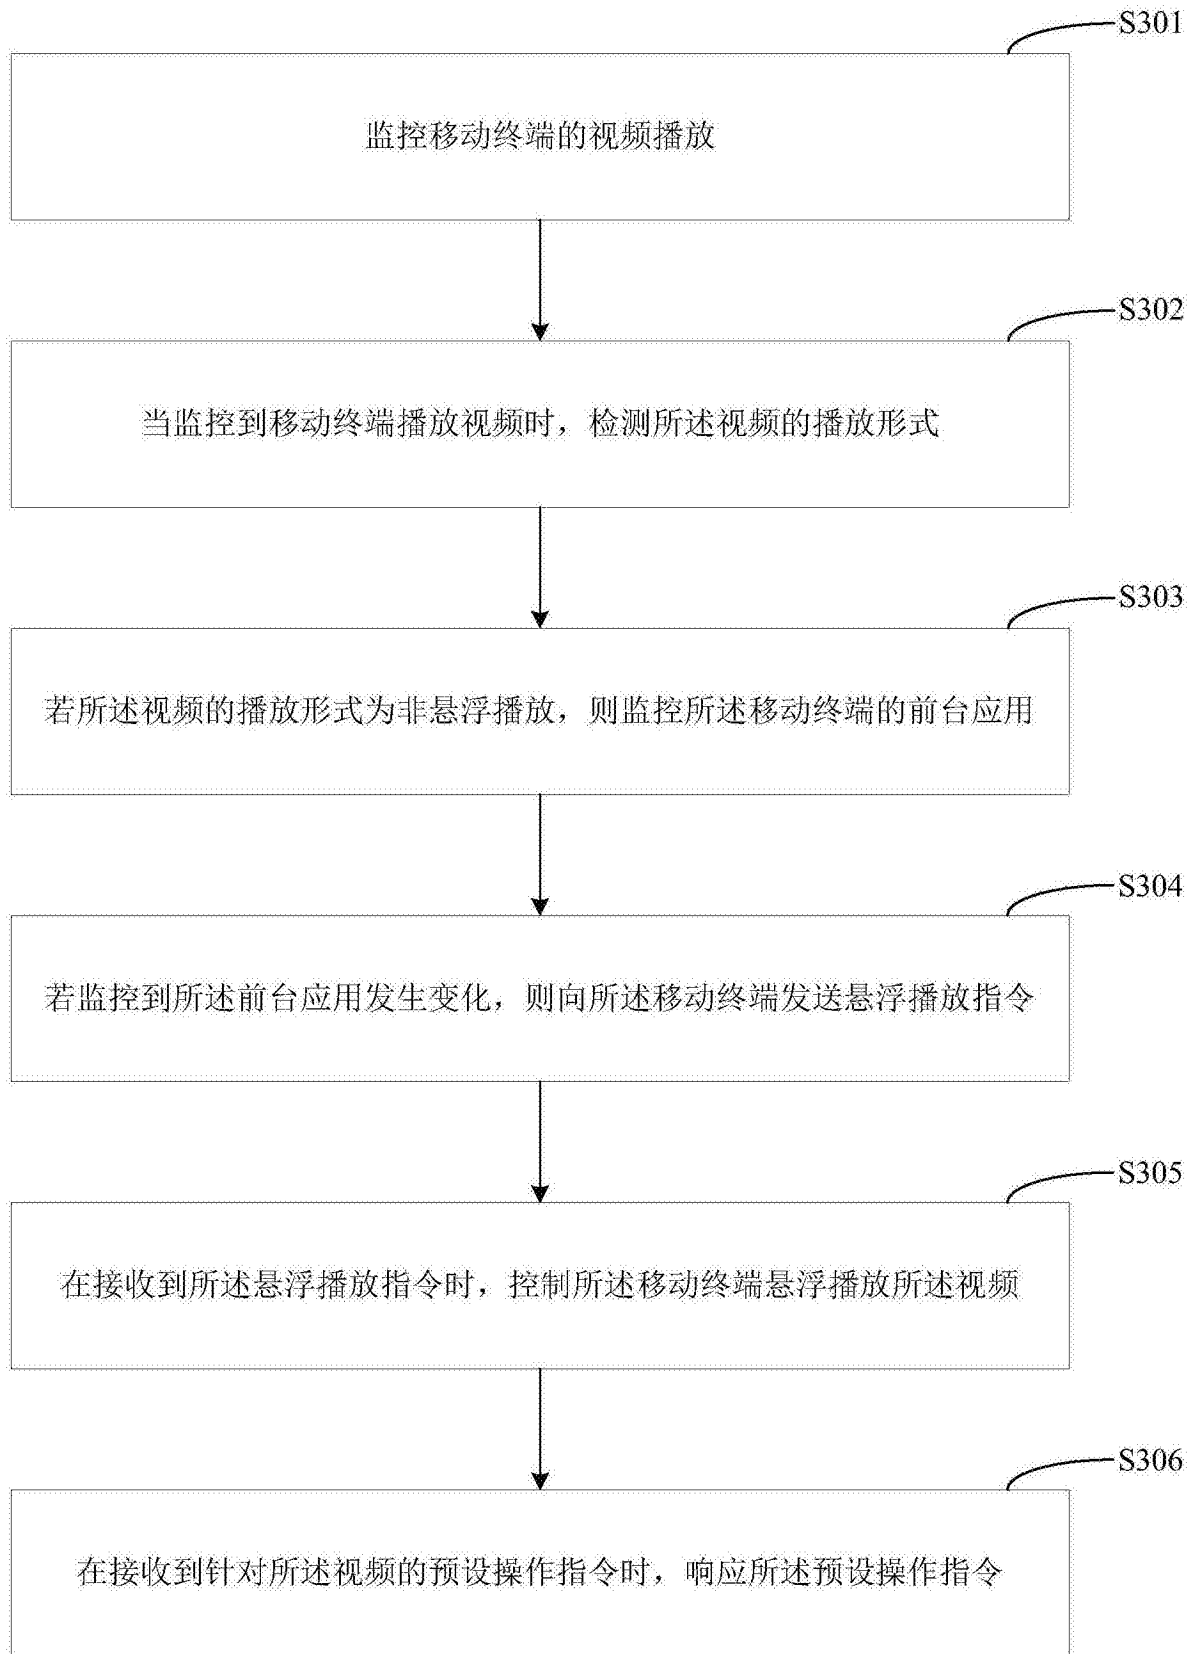 S301
监控移动终端的视频播放
S302
当监控到移动终端播放视频时，检测所述视频的播放形式
S303
若所述视频的播放形式为非悬浮播放，则监控所述移动终端的前台应用
S304
若监控到所述前台应用发生变化，则向所述移动终端发送悬浮播放指令
S305
在接收到所述悬浮播放指令时，控制所述移动终端悬浮播放所述视频
S306
在接收到针对所述视频的预设操作指令时，响应所述预设操作指令